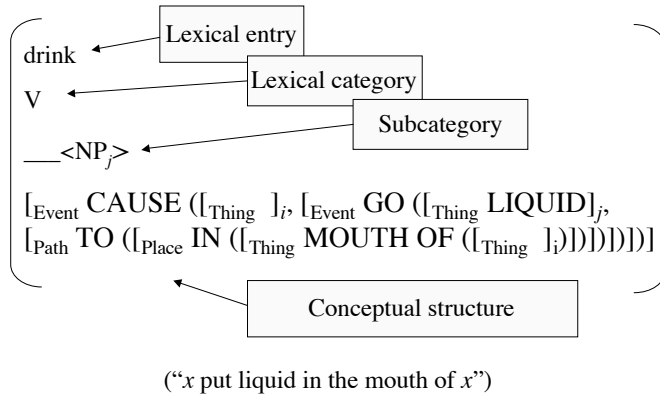 Lexical entry
drink
Lexical category
V
Subcategory
___<NPj>
[Event CAUSE ([Thing ]i, [Event GO ([Thing LIQUID]j,
[Path TO ([Place IN ([Thing MOUTH OF ([Thing ]i)])])])])]
Conceptual structure
(“x put liquid in the mouth of x”)